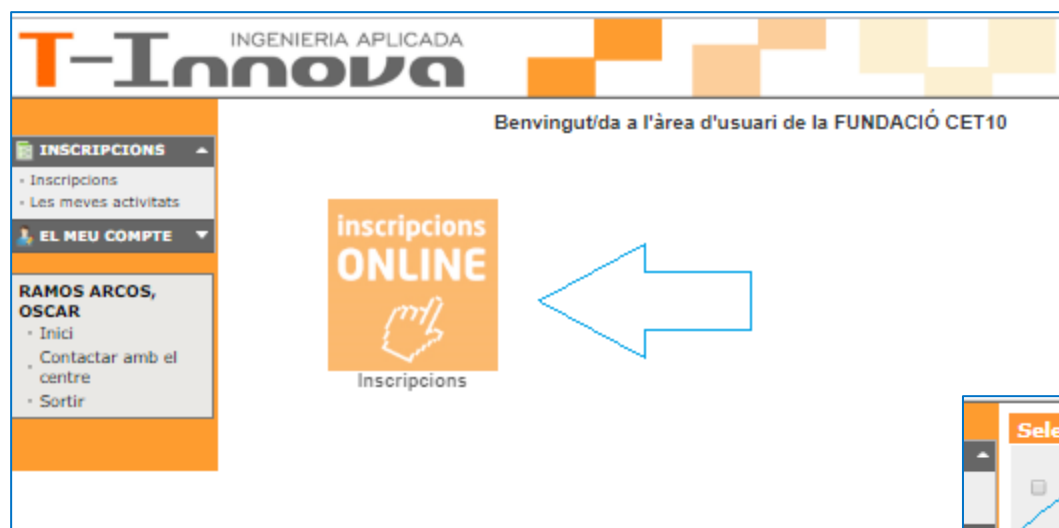 T-Innova
INGENIERIA APLICADA
Benvingut/da a l'àrea d'usuari de la FUNDACIÓ CET10
INSCRIPCIONS
Inscripcions
Les meves activitats
EL MEU COMPTE
RAMOS ARCOS,
OSCAR
Inici
Contactar amb el
centre
Sortir
inscripcions
ONLINE
Inscripcions
Sele